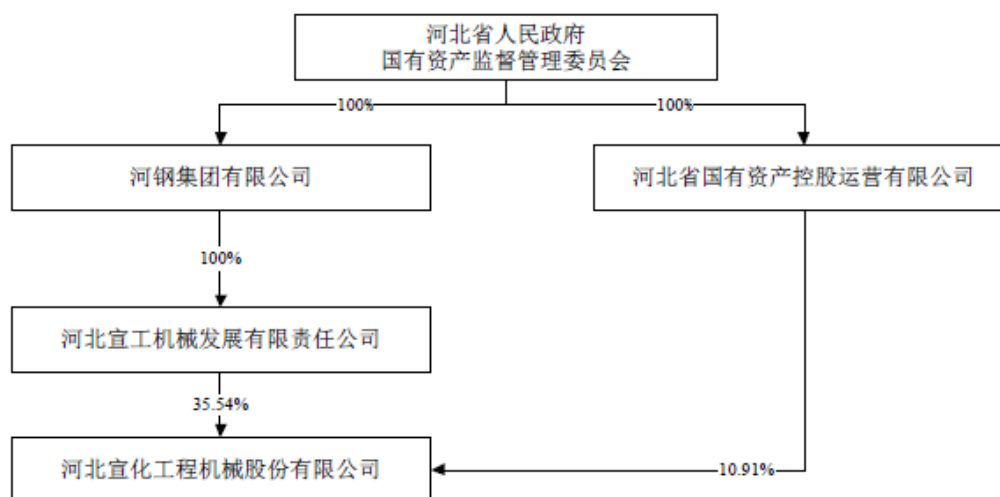 河北省人民政府
国有资产监督管理委员会
100%
100%
河钢集团有限公司
河北省国有资产控股运营有限公司
100%
河北宣工机械发展有限责任公司
35.54%
河北宣化工程机械股份有限公司
10.91%